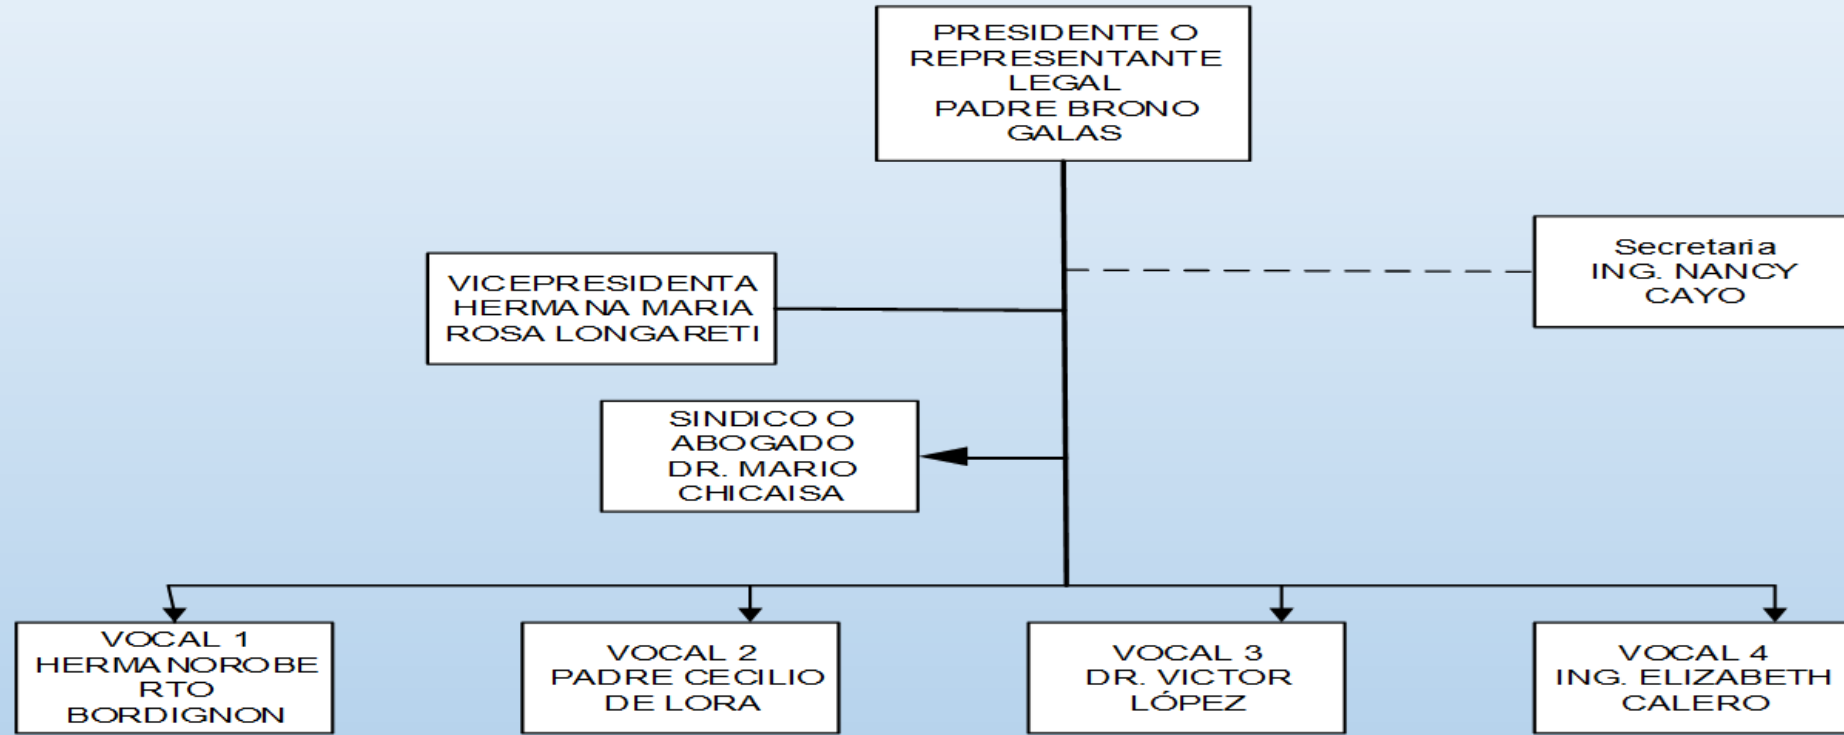 PRESIDENTE O
REPRESENTANTE
LEGAL
PADRE BRONO
GALAS
Secretaria
ING. NANCY
CAYO
VICEPRESIDENTA
HERMANA MARIA
ROSA LONGARETI
SINDICO O
ABOGADO
DR. MARIO
CHICAISA
VOCAL 1
HERMANOROBE
RTO
BORDIGNON
VOCAL 2
PADRE CECILIO
DE LORA
VOCAL 3
DR. VICTOR
LÓPEZ
VOCAL 4
ING. ELIZABETH
CALERO